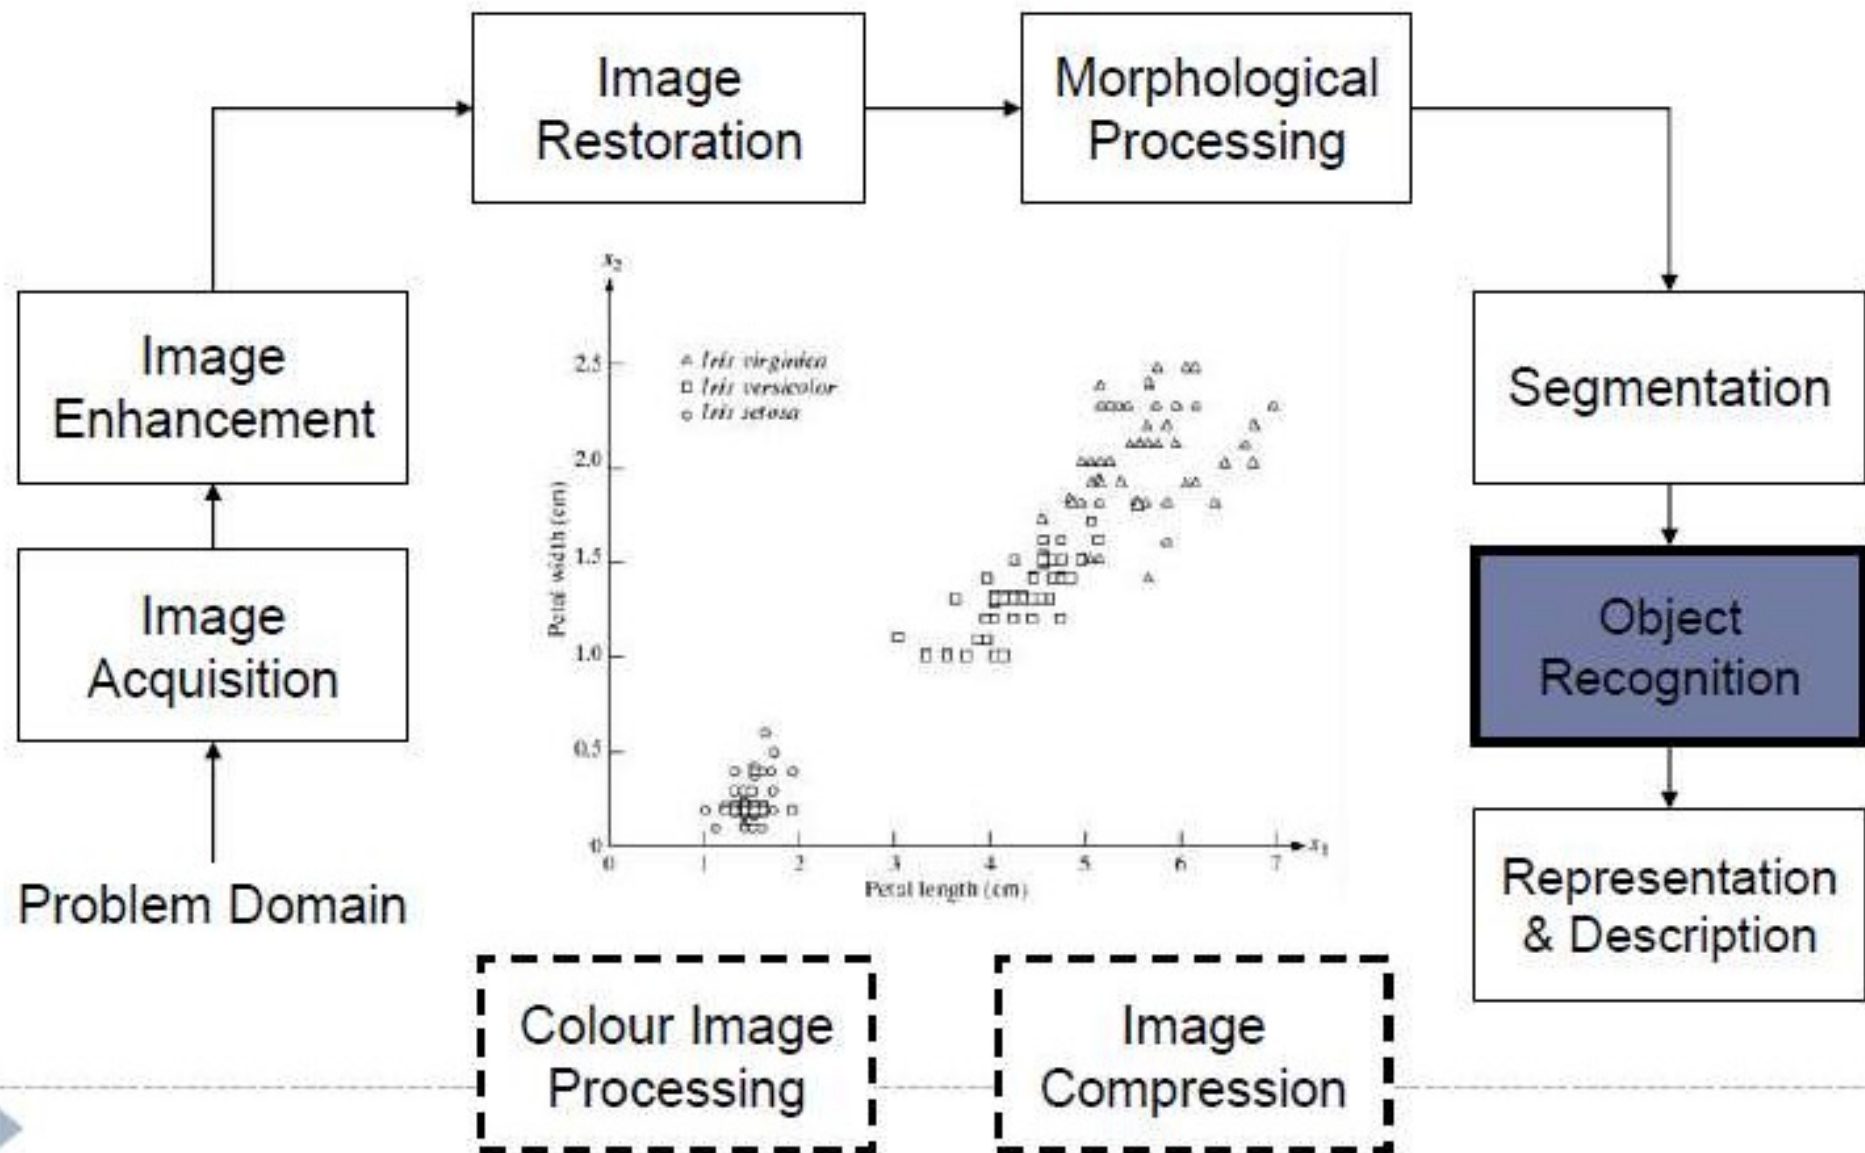 Image
Restoration
Morphological
Processing
Image
Enhancement
Segmentation
Image
Acquisition
Object
Recognition
Problem Domain
Representation
& Description
x₂
2.5
2.0
1.5
1.0
0.5
0
Petal width (cm)
△ Iris virginica
□ Iris versicolor
○ Iris setosa
0 1 2 3 4 5 6 7 x₁
Petal length (cm)
Colour Image
Processing
Image
Compression